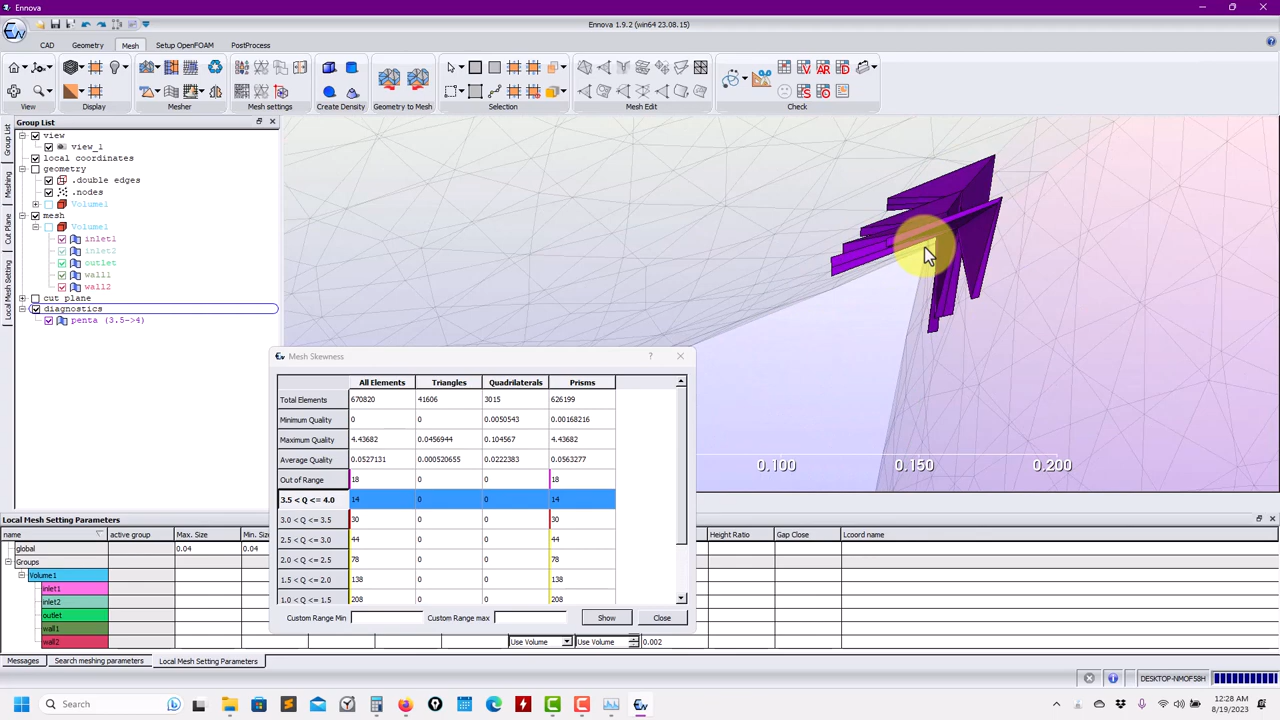 Ennova
Ennova 1.9.2 (win64 23.08.15)
CAD Geometry Mesh Setup OpenFOAM PostProcess
View Display Mesher Mesh settings Create Density Geometry to Mesh Selection Mesh Edit Check
Group List
view
view_1
local coordinates
geometry
.double edges
.nodes
Volume1
mesh
Volume1
inlet1
inlet2
outlet
wall1
wall2
cut plane
diagnostics
penta (3.5->4)
Group List
Meshing
Cut Plane
Local Mesh Setting
0.100 0.150 0.200
Mesh Skewness ?
All Elements Triangles Quadrilaterals Prisms
Total Elements 670820 41606 3015 626199
Minimum Quality 0 0 0.0050543 0.00168216
Maximum Quality 4.43682 0.0456944 0.104567 4.43682
Average Quality 0.0527131 0.000520655 0.0222383 0.0563277
Out of Range 18 0 0 18
3.5 < Q <= 4.0 14 0 0 14
3.0 < Q <= 3.5 30 0 0 30
2.5 < Q <= 3.0 44 0 0 44
2.0 < Q <= 2.5 78 0 0 78
1.5 < Q <= 2.0 138 0 0 138
1.0 < Q <= 1.5 208 0 0 208
Custom Range Min Custom Range max Show Close
Local Mesh Setting Parameters
name active group Max. Size Min. Siz Height Ratio Gap Close Lcoord name
global 0.04 0.04
Groups
Volume1
inlet1
inlet2
outlet
wall1
wall2 Use Volume Use Volume 0.002
Messages Search meshing parameters Local Mesh Setting Parameters
DESKTOP-NMOF58H
Search
12:28 AM
8/19/2023